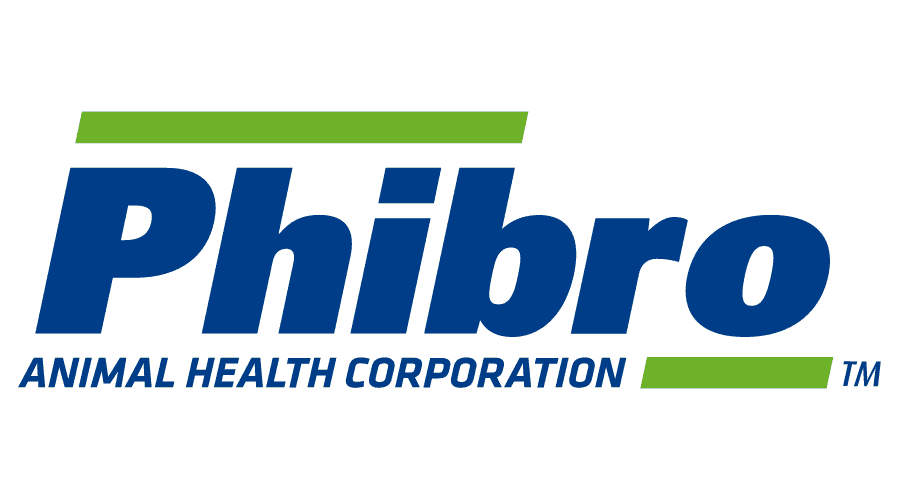 Phibro
ANIMAL HEALTH CORPORATION ™